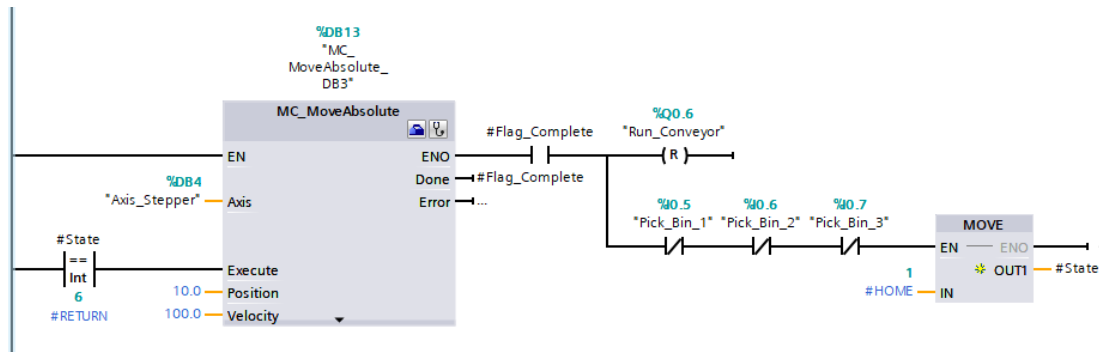 %DB13
"MC_
MoveAbsolute_
DB3"
MC_MoveAbsolute
EN
ENO
#Flag_Complete
%Q0.6
"Run_Conveyor"
R
Done
#Flag_Complete
%DB4
"Axis_Stepper"
Axis
Error
...
%I0.5
"Pick_Bin_1"
%I0.6
"Pick_Bin_2"
%I0.7
"Pick_Bin_3"
MOVE
EN
ENO
#State
==
Int
6
#RETURN
Execute
10.0
Position
100.0
Velocity
OUT1
#State
1
#HOME
IN